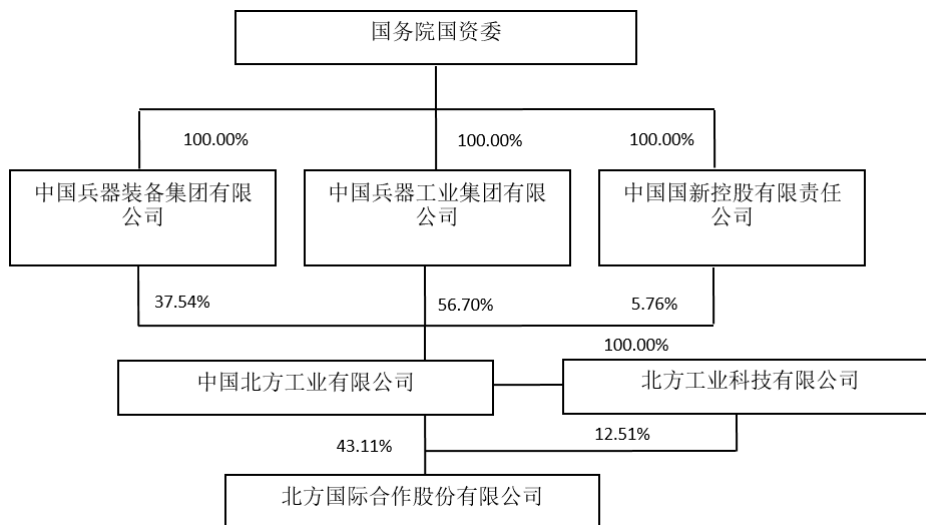 国务院国资委
100.00%
100.00%
100.00%
中国兵器装备集团有限
公司
中国兵器工业集团有限
公司
中国国新控股有限责任
公司
37.54%
56.70%
5.76%
100.00%
中国北方工业有限公司
北方工业科技有限公司
43.11%
12.51%
北方国际合作股份有限公司